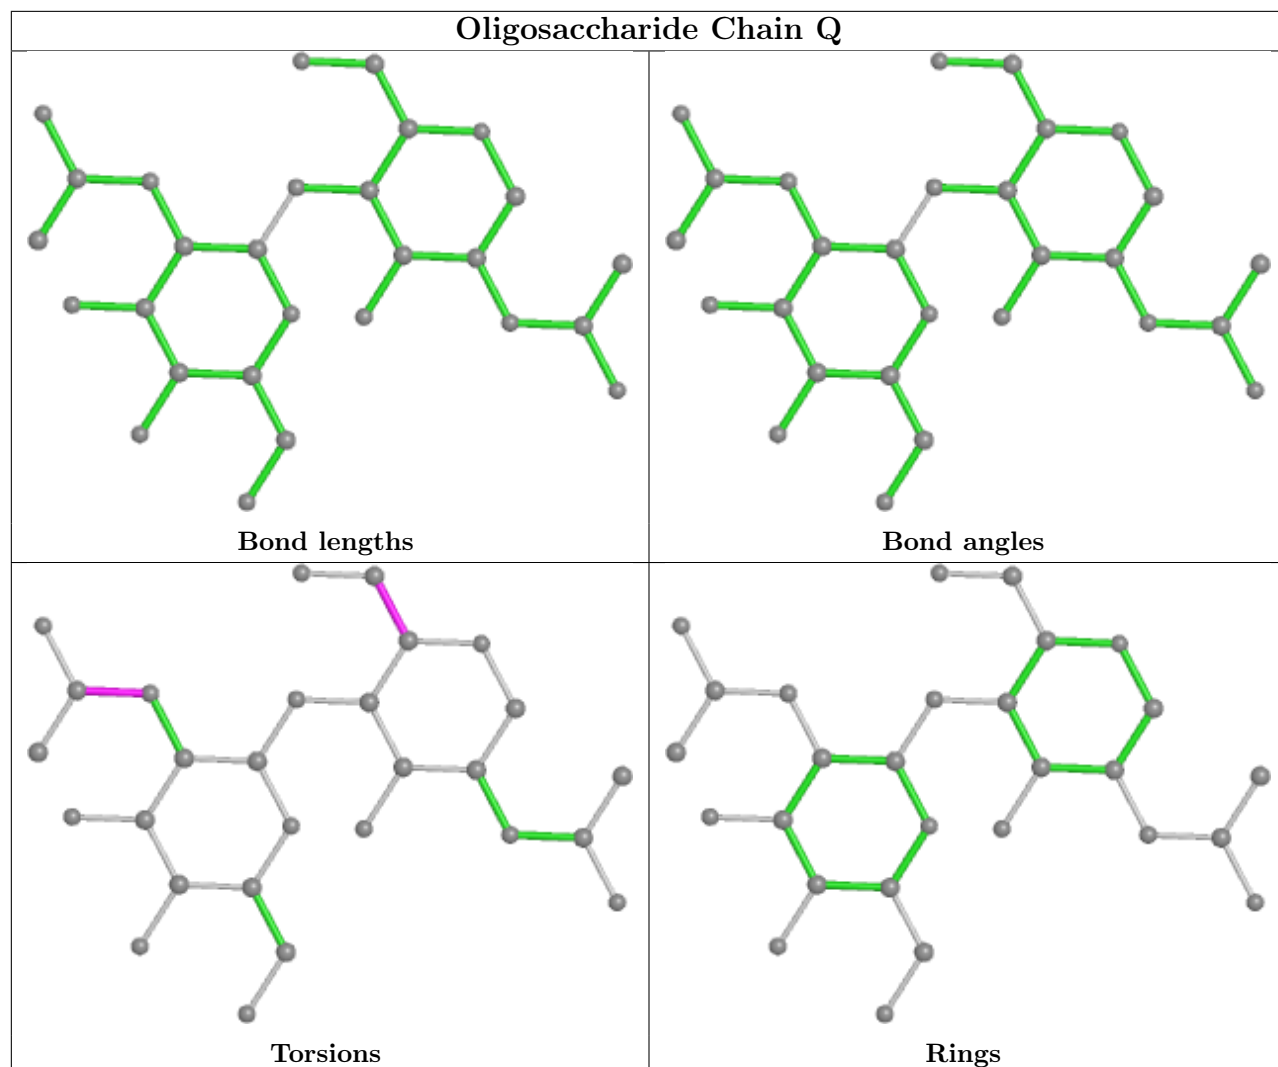 Oligosaccharide Chain Q
Bond lengths
Bond angles
Torsions
Rings